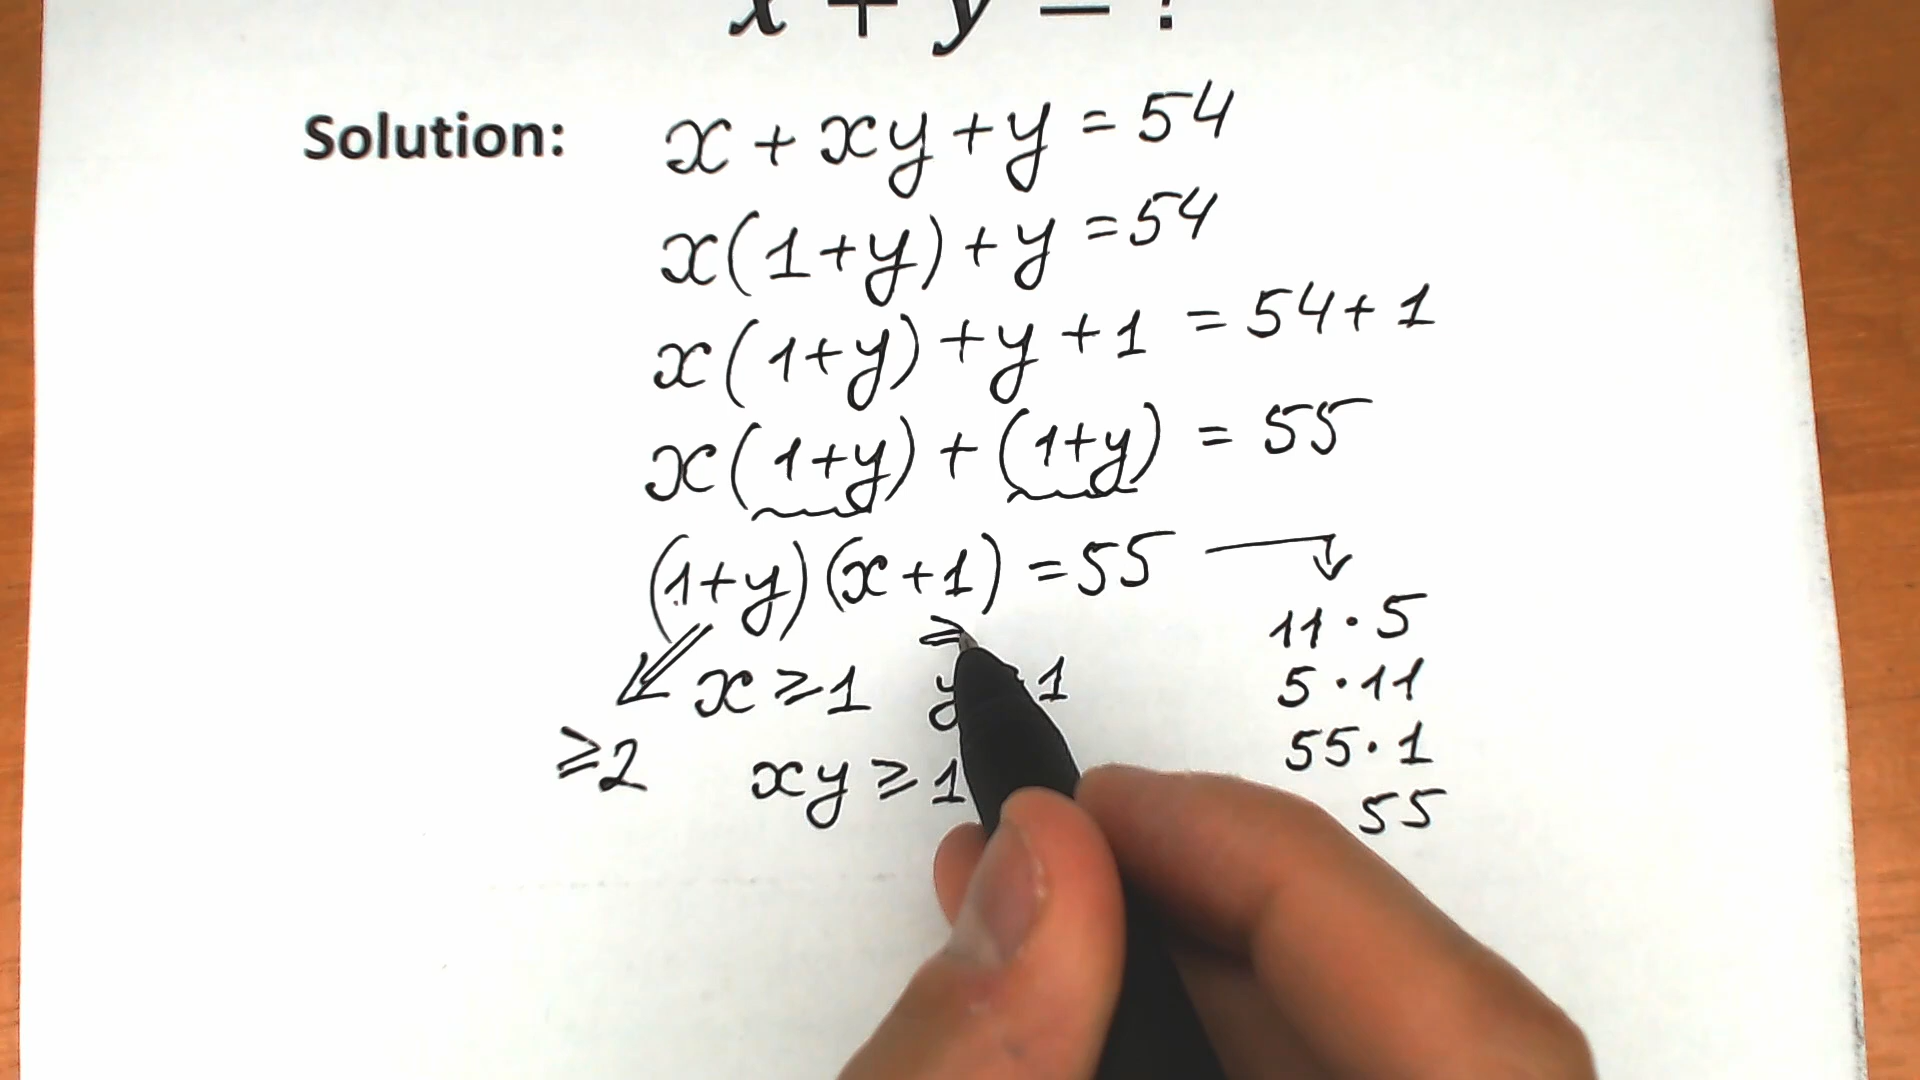 x + y = ?
Solution: x + xy + y = 54
x(1+y) + y = 54
x(1+y) + y + 1 = 54 + 1
x(1+y) + (1+y) = 55
(1+y)(x+1) = 55
11 · 5
≥
x ≥ 1 y 1
5 · 11
≥ 2
xy ≥ 1
55 · 1
55